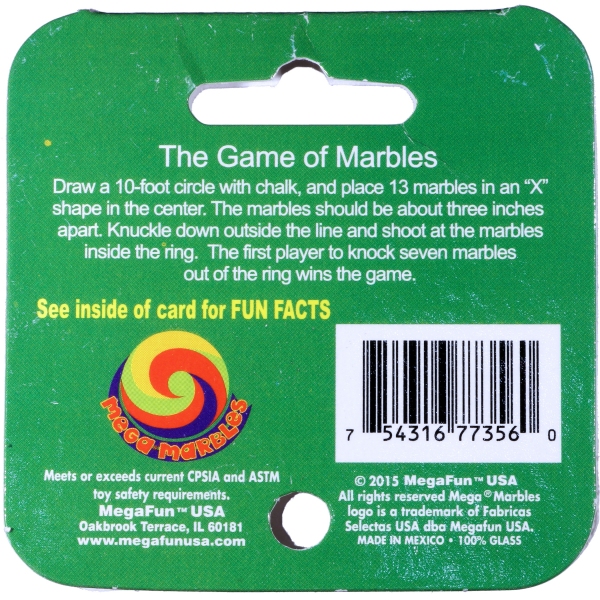 The Game of Marbles
Draw a 10-foot circle with chalk, and place 13 marbles in an “X”
shape in the center. The marbles should be about three inches
apart. Knuckle down outside the line and shoot at the marbles
inside the ring. The first player to knock seven marbles
out of the ring wins the game.
See inside of card for FUN FACTS
MEGA MARBLES
Meets or exceeds current CPSIA and ASTM
toy safety requirements.
MegaFun™ USA
Oakbrook Terrace, IL 60181
www.megafunusa.com
7 54316 77356 0
© 2015 MegaFun™ USA
All rights reserved Mega® Marbles
logo is a trademark of Fabricas
Selectas USA dba Megafun USA.
MADE IN MEXICO • 100% GLASS